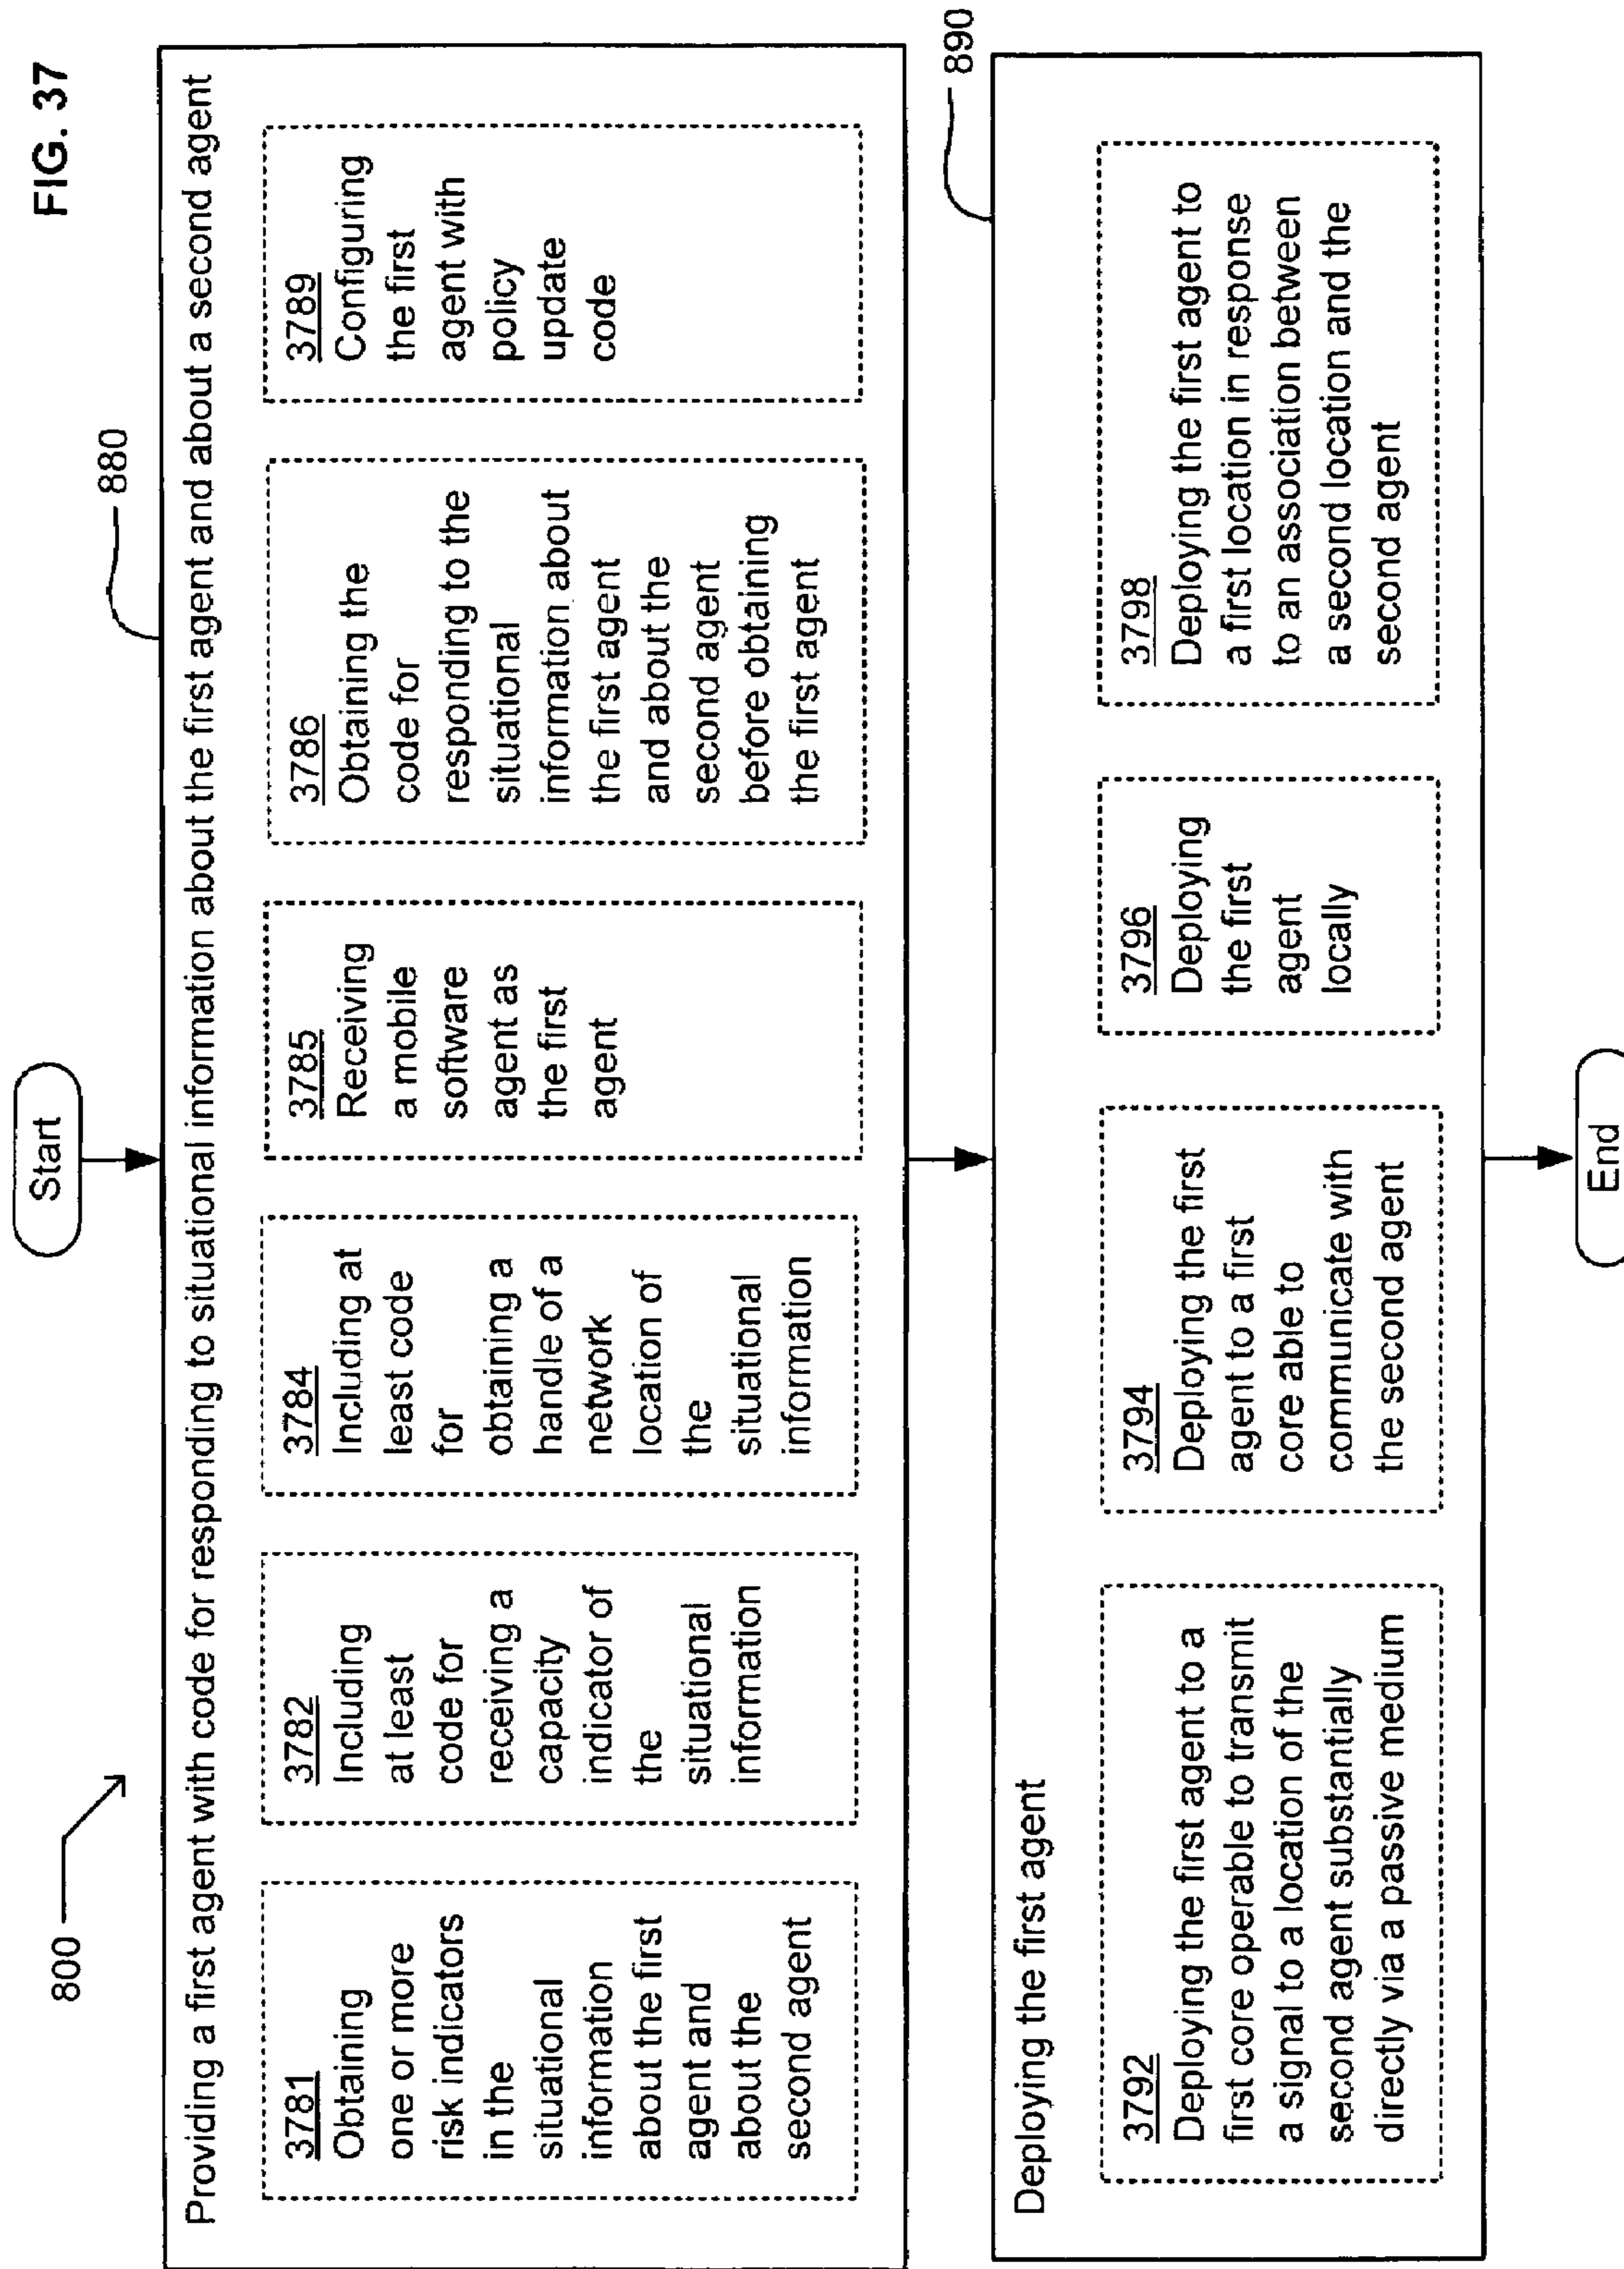 FIG. 37
800
Start
880
Providing a first agent with code for responding to situational information about the first agent and about a second agent
3781
Obtaining
one or more
risk indicators
in the
situational
information
about the first
agent and
about the
second agent
3782
Including
at least
code for
receiving a
capacity
indicator of
the
situational
information
3784
Including at
least code
for
obtaining a
handle of a
network
location of
the
situational
information
3785
Receiving
a mobile
software
agent as
the first
agent
3786
Obtaining the
code for
responding to the
situational
information about
the first agent
and about the
second agent
before obtaining
the first agent
3789
Configuring
the first
agent with
policy
update
code
890
Deploying the first agent
3792
Deploying the first agent to a
first core operable to transmit
a signal to a location of the
second agent substantially
directly via a passive medium
3794
Deploying the first
agent to a first
core able to
communicate with
the second agent
3796
Deploying
the first
agent
locally
3798
Deploying the first agent to
a first location in response
to an association between
a second location and the
second agent
End